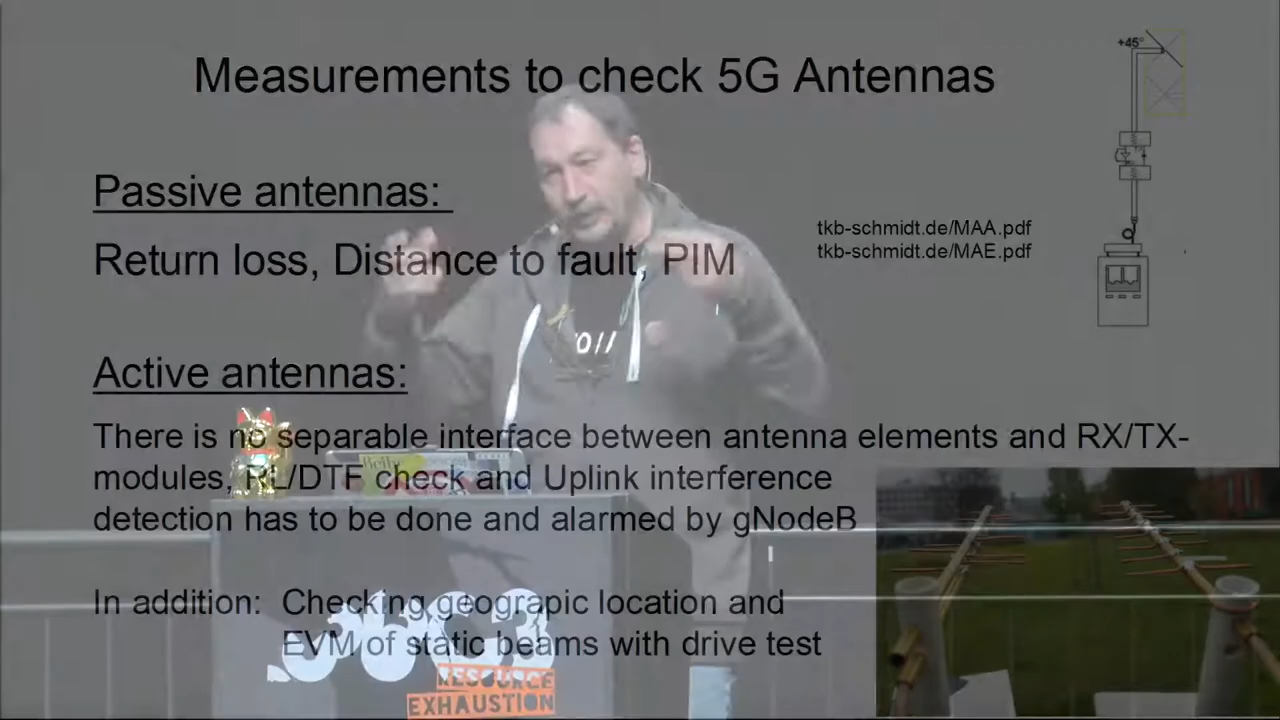 Measurements to check 5G Antennas
+45°
Passive antennas:
Return loss, Distance to fault, PIM
tkb-schmidt.de/MAA.pdf
tkb-schmidt.de/MAE.pdf
Active antennas:
There is no separable interface between antenna elements and RX/TX-
modules, RL/DTF check and Uplink interference
detection has to be done and alarmed by gNodeB
In addition: Checking geograpic location and
EVM of static beams with drive test
36C3
RESOURCE
EXHAUSTION